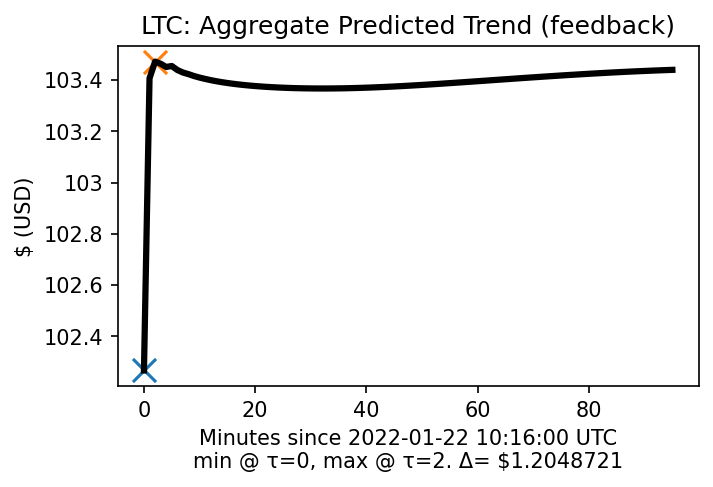 LTC: Aggregate Predicted Trend (feedback)
103.4
103.2
103
102.8
102.6
102.4
$ (USD)
0 20 40 60 80
Minutes since 2022-01-22 10:16:00 UTC
min @ τ=0, max @ τ=2. Δ= $1.2048721